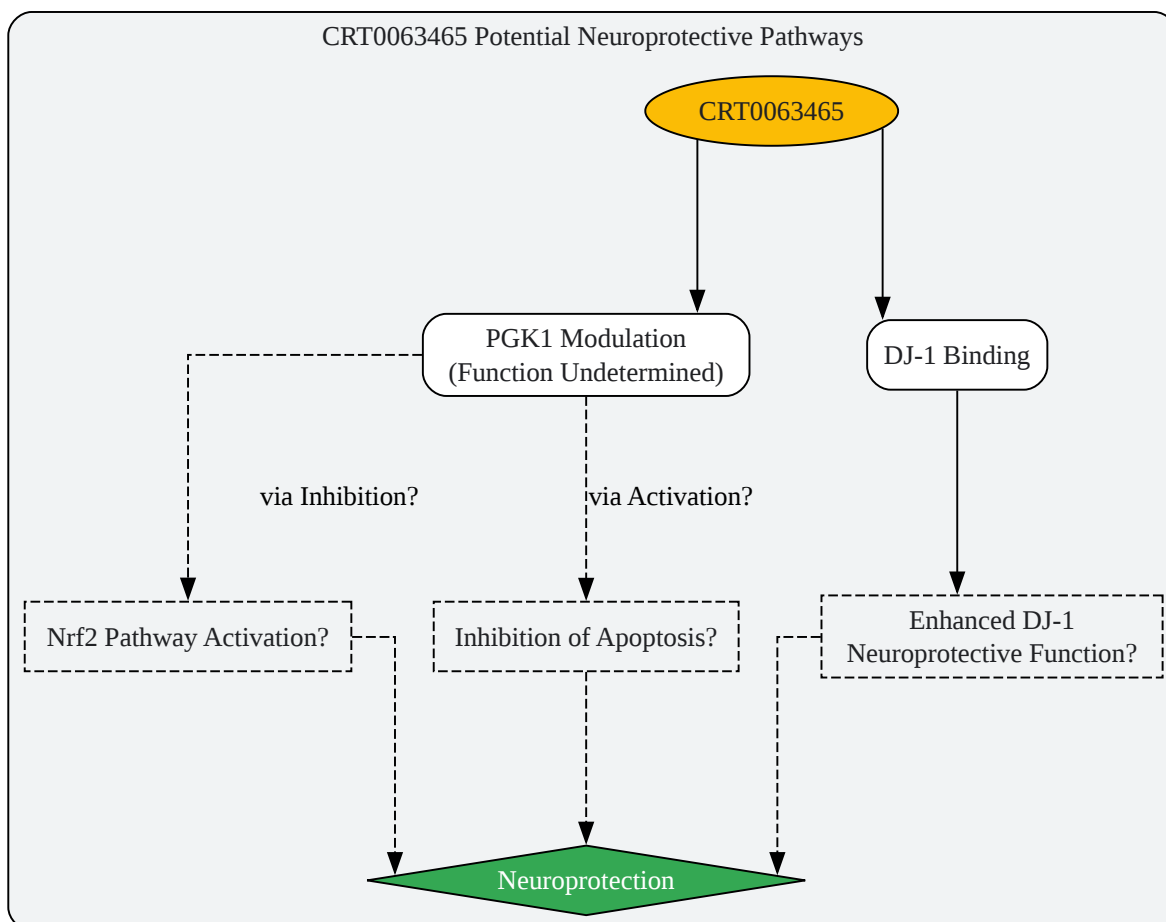 CRT0063465 Potential Neuroprotective Pathways
CRT0063465
PGK1 Modulation
(Function Undetermined)
DJ-1 Binding
via Inhibition?
via Activation?
Nrf2 Pathway Activation?
Inhibition of Apoptosis?
Enhanced DJ-1
Neuroprotective Function?
Neuroprotection